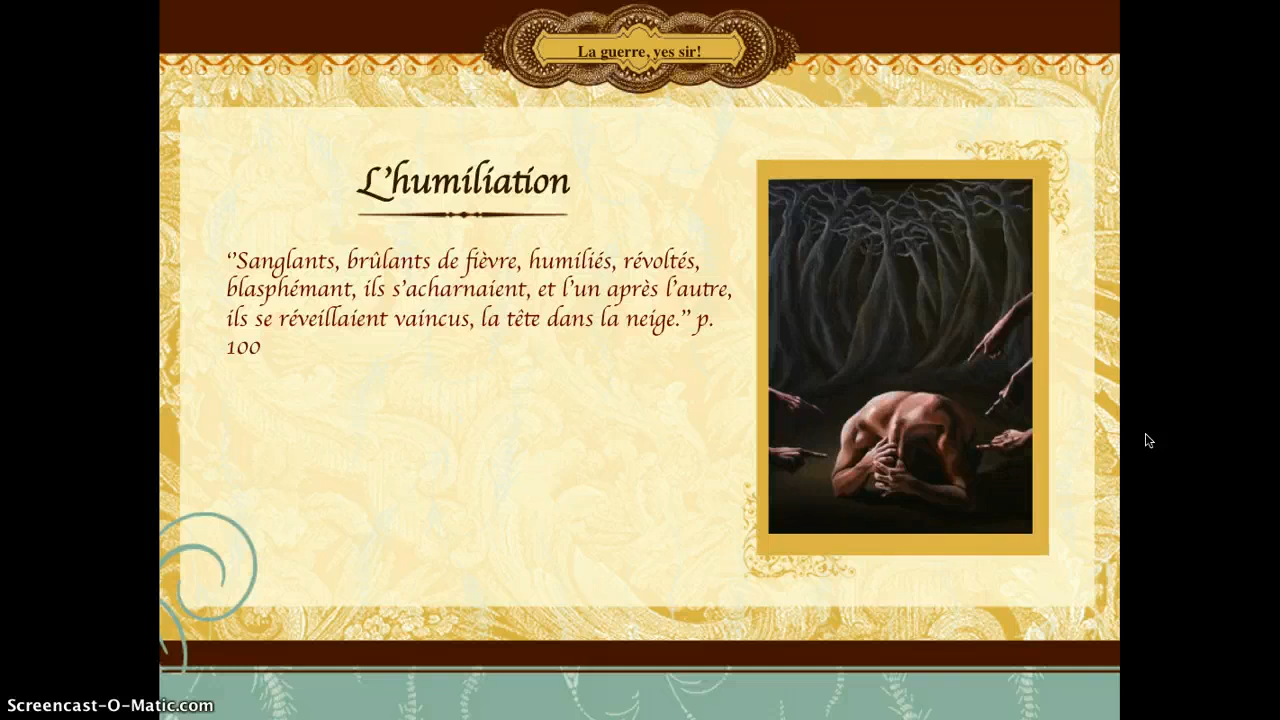 La guerre, yes sir!
L'humiliation
"Sanglants, brûlants de fièvre, humiliés, révoltés,
blasphémant, ils s'acharnaient, et l'un après l'autre,
ils se réveillaient vaincus, la tête dans la neige." p.
100
Screencast-O-Matic.com